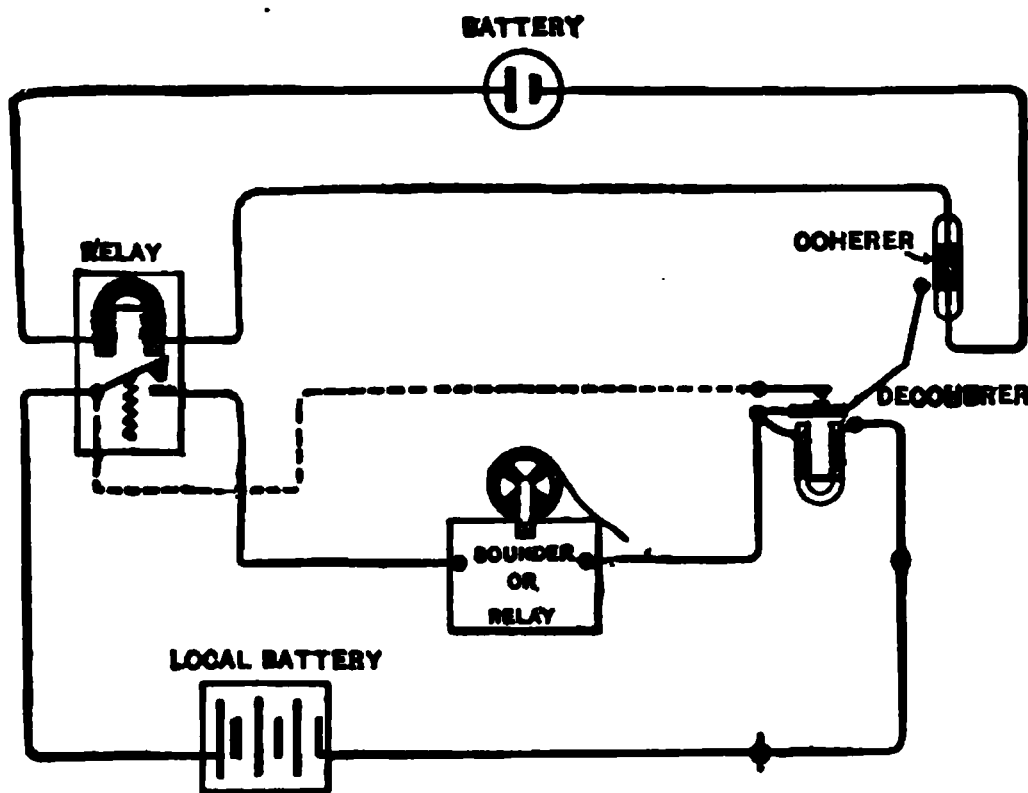 BATTERY
RELAY
COHERER
DECOHERER
SOUNDER
OR
RELAY
LOCAL BATTERY